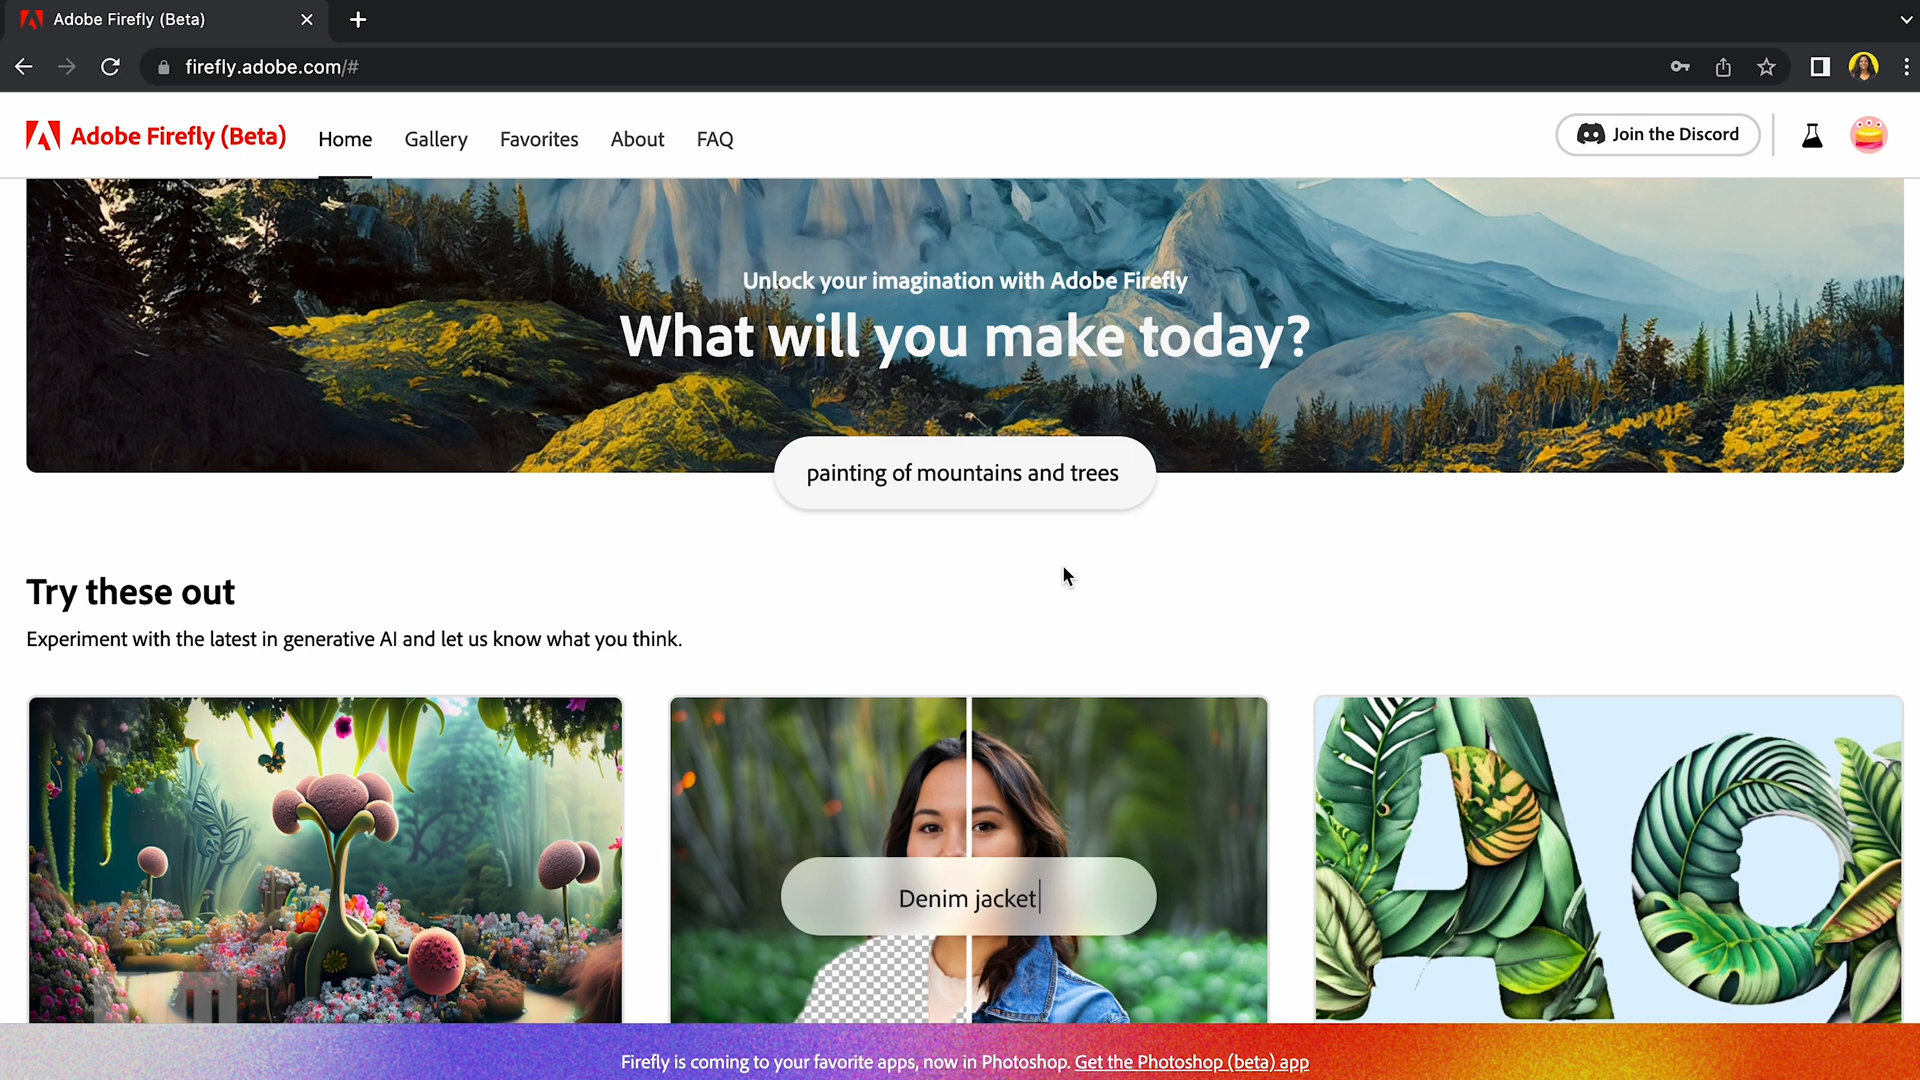 Adobe Firefly (Beta)
firefly.adobe.com/#
Adobe Firefly (Beta)
Home
Gallery
Favorites
About
FAQ
Join the Discord
Unlock your imagination with Adobe Firefly
What will you make today?
painting of mountains and trees
Try these out
Experiment with the latest in generative AI and let us know what you think.
Denim jacket
Firefly is coming to your favorite apps, now in Photoshop. Get the Photoshop (beta) app